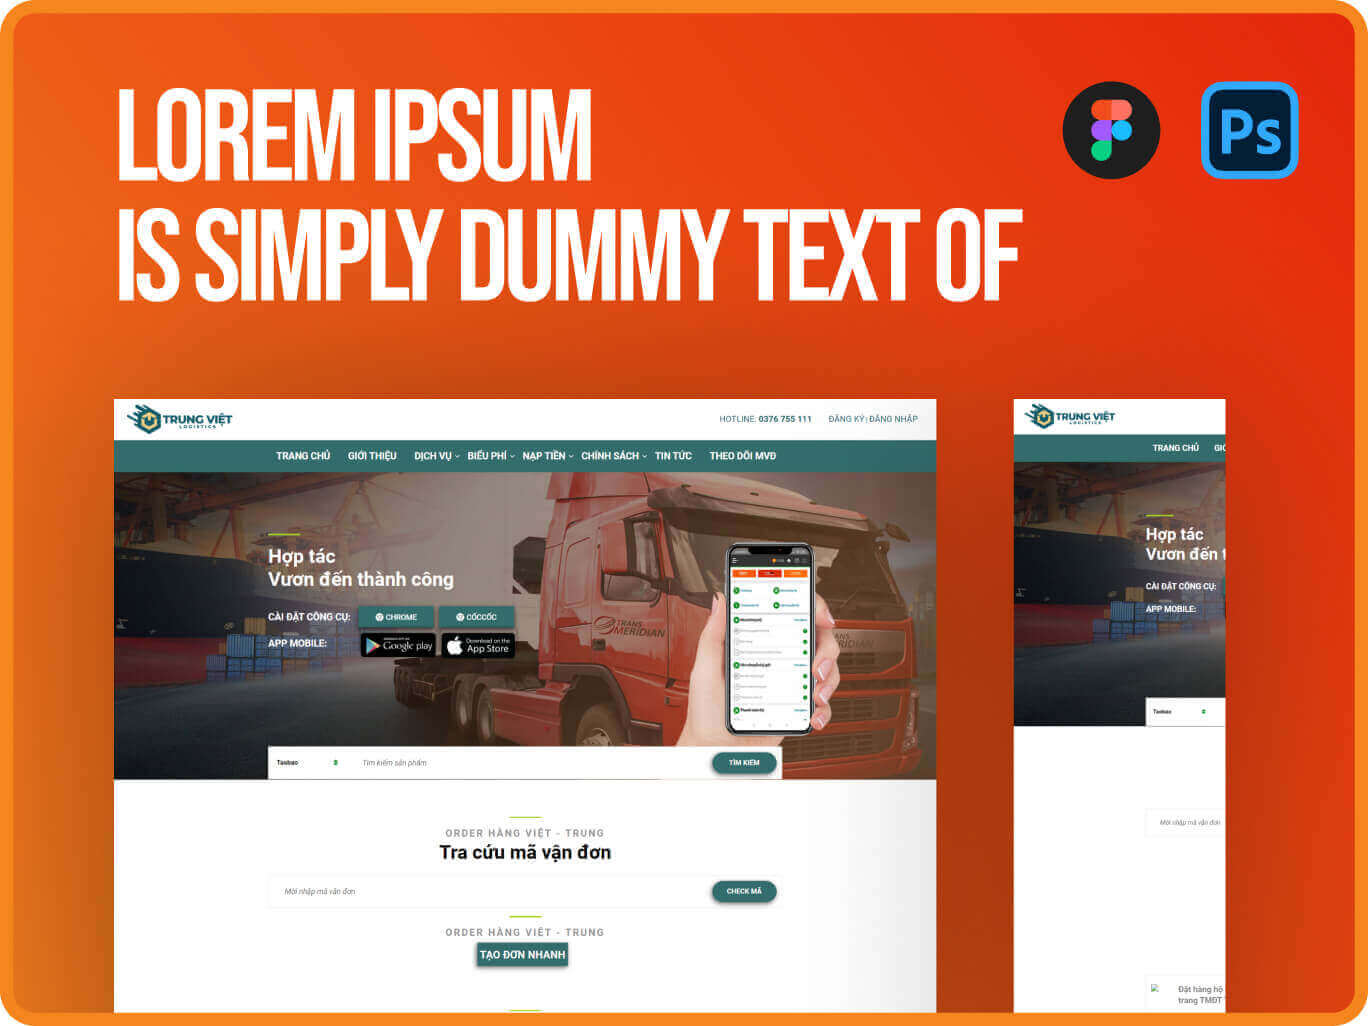 LOREM IPSUM
IS SIMPLY DUMMY TEXT OF
Ps
TRUNG VIỆT
LOGISTICS
HOTLINE: 0376 755 111
ĐĂNG KÝ | ĐĂNG NHẬP
TRANG CHỦ GIỚI THIỆU DỊCH VỤ BIỂU PHÍ NẠP TIỀN CHÍNH SÁCH TIN TỨC THEO DÕI MVĐ
Hợp tác
Vươn đến thành công
CÀI ĐẶT CÔNG CỤ: CHROME CỐCCỐC
APP MOBILE: Google play Download on the App Store
TRANS
MERIDIAN
TRANS
MERIDIAN
Taobao Tìm kiếm sản phẩm TÌM KIẾM
ORDER HÀNG VIỆT - TRUNG
Tra cứu mã vận đơn
Mời nhập mã vận đơn CHECK MÃ
ORDER HÀNG VIỆT - TRUNG
TẠO ĐƠN NHANH
TRUNG VIỆT
LOGISTICS
TRANG CHỦ GIỚ
Hợp tác
Vươn đến t
CÀI ĐẶT CÔNG CỤ:
APP MOBILE:
Taobao
Mời nhập mã vận đơn
Đặt hàng hộ
trang TMĐT